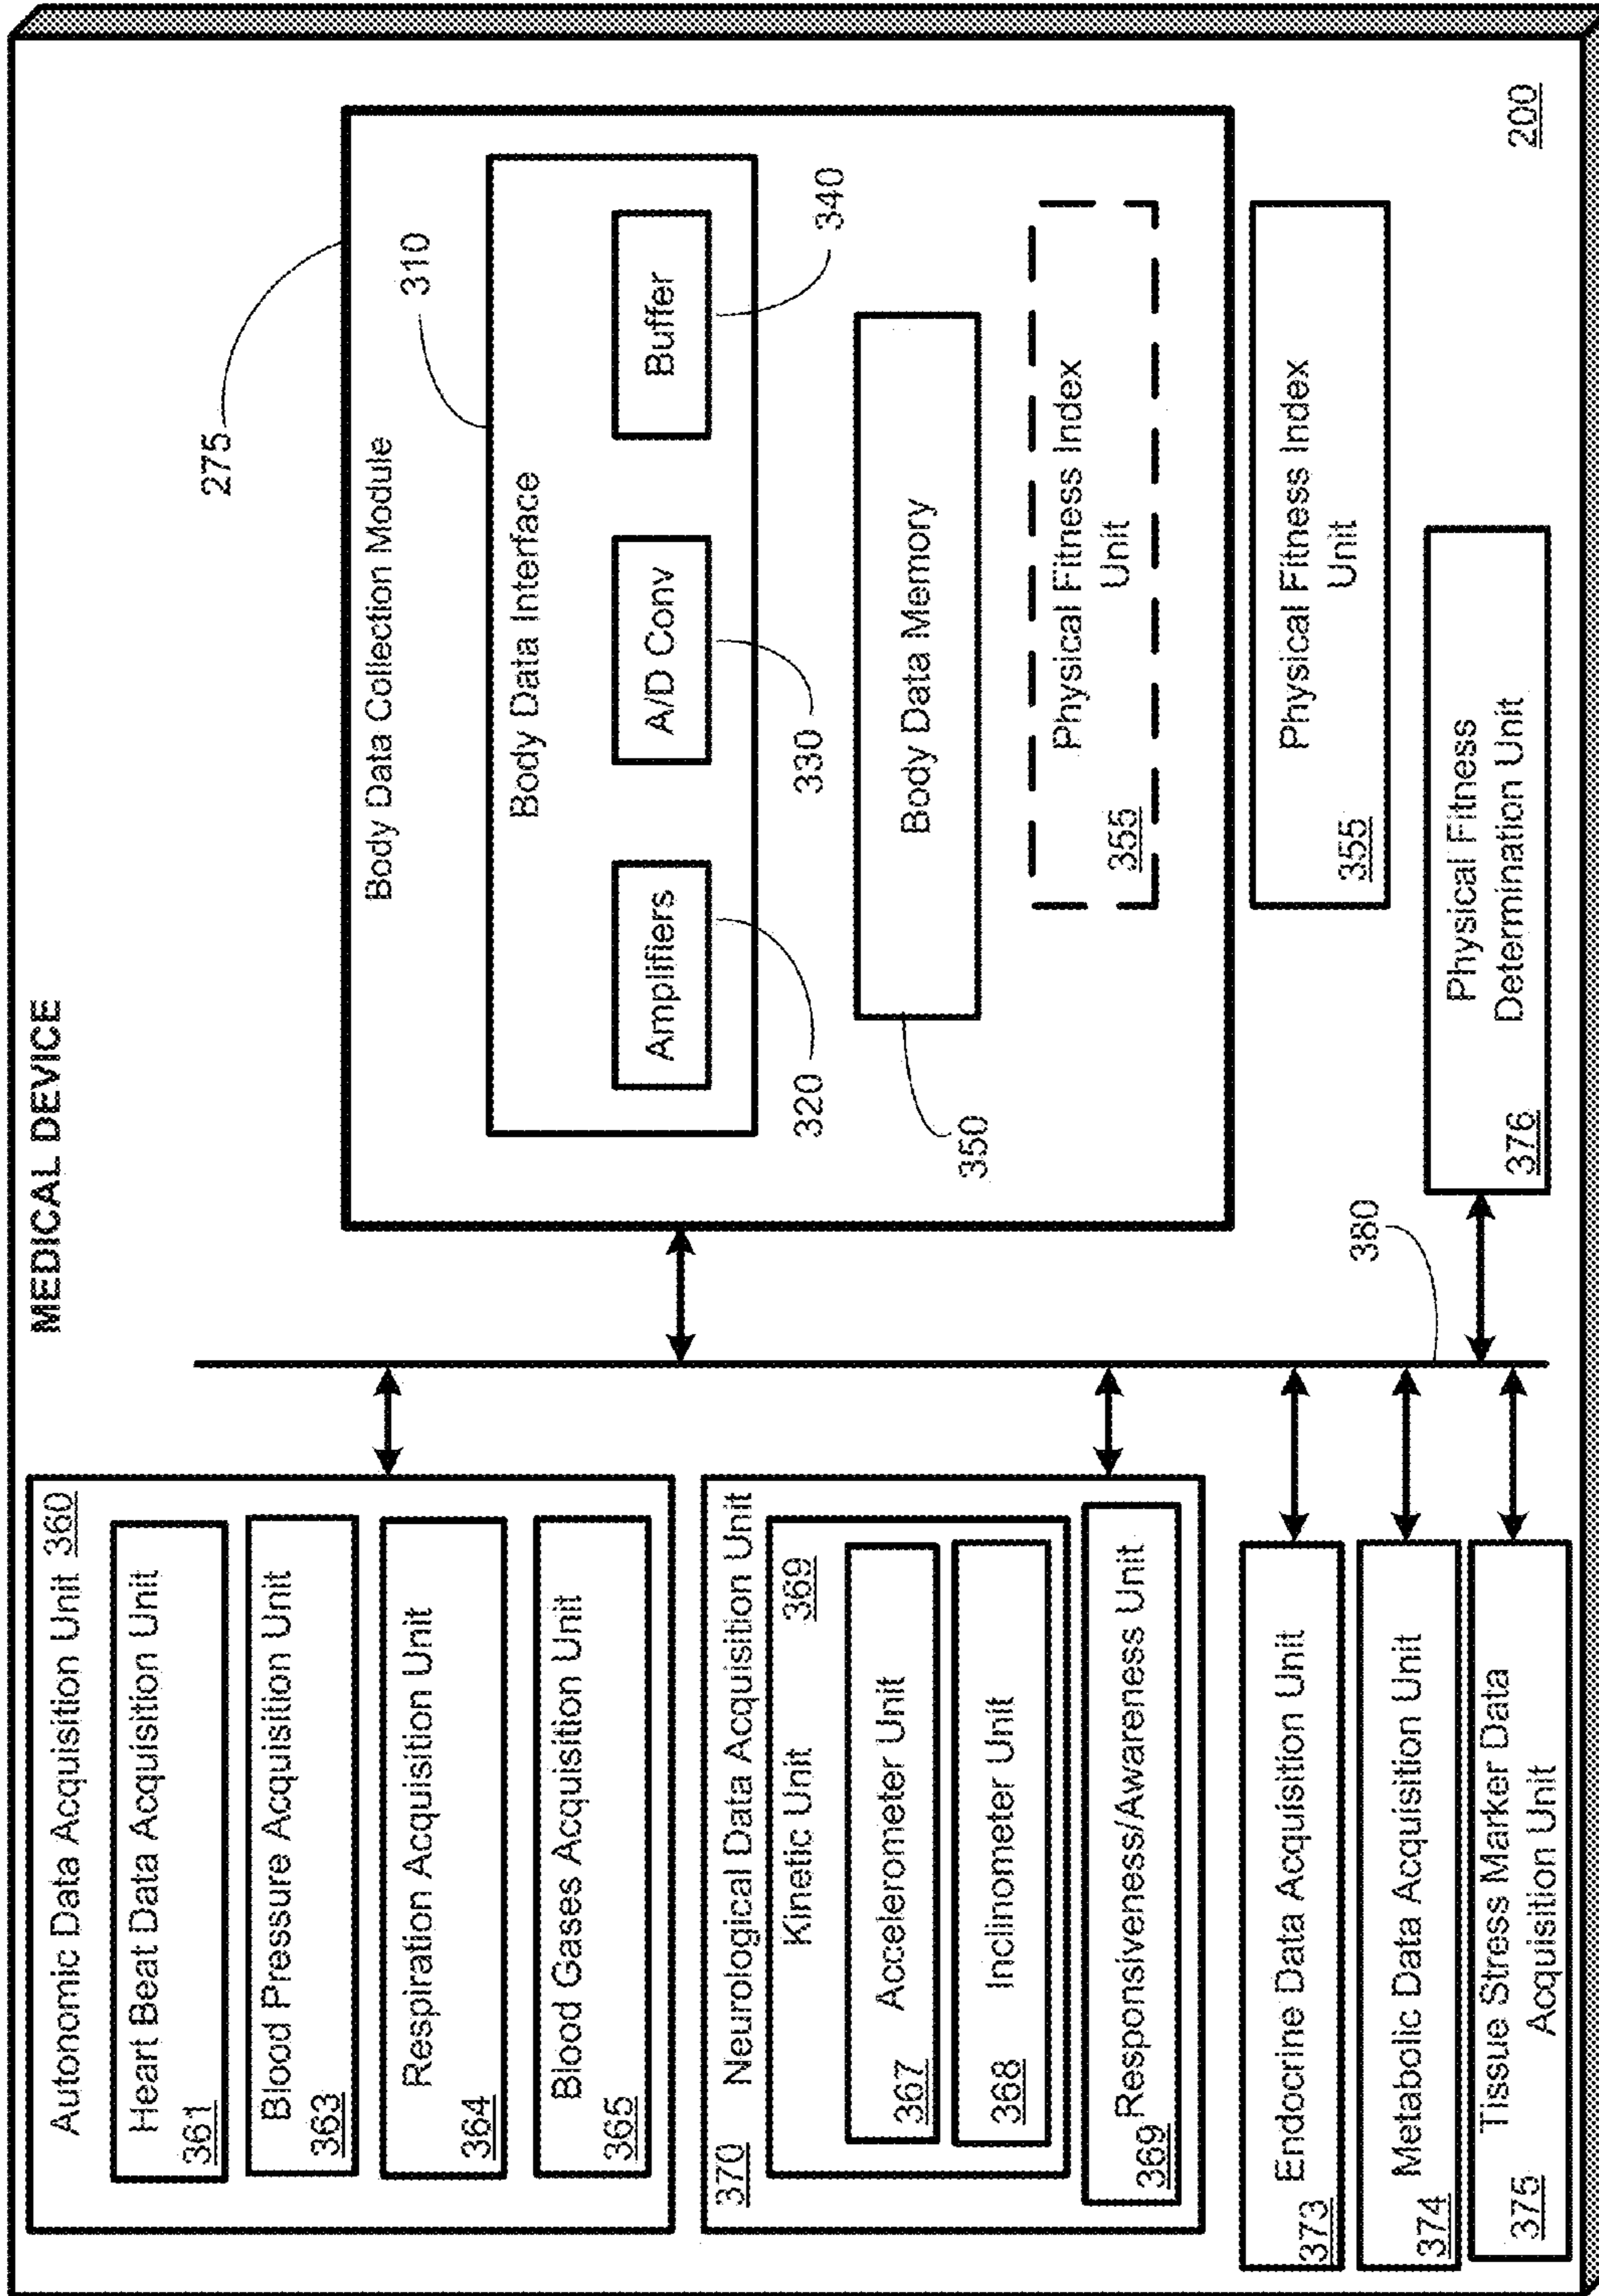 MEDICAL DEVICE
Autonomic Data Acquisition Unit 360
Heart Beat Data Acquisition Unit
361
Blood Pressure Acquisition Unit
363
Respiration Acquisition Unit
364
Blood Gases Acquisition Unit
365
370
Neurological Data Acquisition Unit
Kinetic Unit
369
Accelerometer Unit
367
Inclinometer Unit
368
Responsiveness/Awareness Unit
369
Endocrine Data Acquisition Unit
373
Metabolic Data Acquisition Unit
374
Tissue Stress Marker Data
Acquisition Unit
375
380
275
Body Data Collection Module
310
Body Data Interface
Amplifiers
A/D Conv
Buffer
320
330
340
Body Data Memory
350
Physical Fitness Index
Unit
355
Physical Fitness Index
Unit
355
Physical Fitness
Determination Unit
376
200